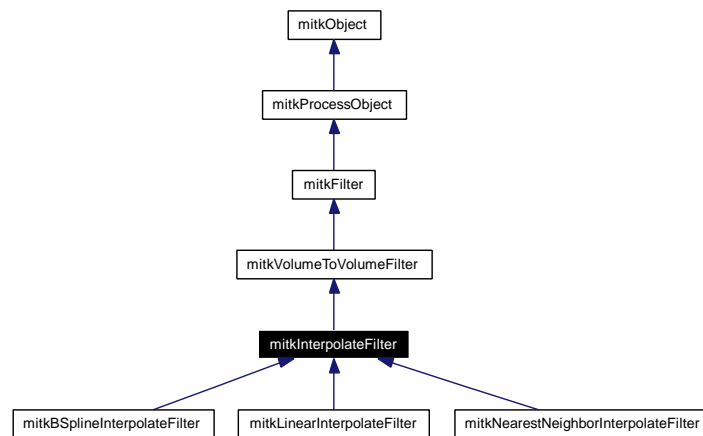 mitkObject
mitkProcessObject
mitkFilter
mitkVolumeToVolumeFilter
mitkInterpolateFilter
mitkBSplineInterpolateFilter
mitkLinearInterpolateFilter
mitkNearestNeighborInterpolateFilter